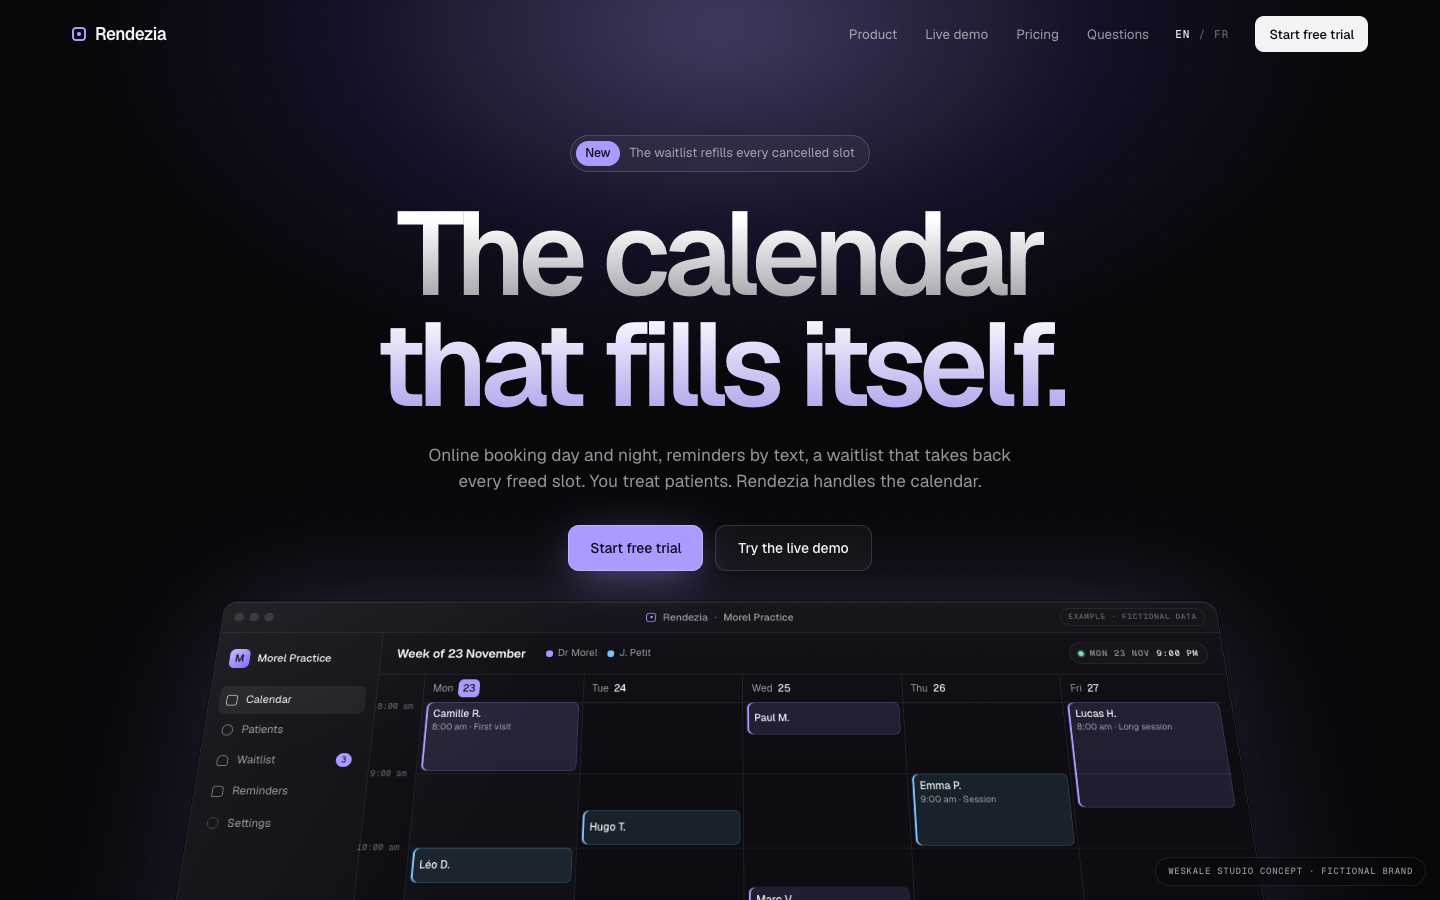 Rendezia
Product
Live demo
Pricing
Questions
EN / FR
Start free trial
New
The waitlist refills every cancelled slot
The calendar
that fills itself.
Online booking day and night, reminders by text, a waitlist that takes back
every freed slot. You treat patients. Rendezia handles the calendar.
Start free trial
Try the live demo
Rendezia · Morel Practice
EXAMPLE · FICTIONAL DATA
M
Morel Practice
Week of 23 November
Dr Morel
J. Petit
MON 23 NOV 9:00 PM
Calendar
Patients
Waitlist
3
Reminders
Settings
Mon 23
Tue 24
Wed 25
Thu 26
Fri 27
8:00 am
9:00 am
10:00 am
Camille R.
8:00 am · First visit
Paul M.
Lucas H.
8:00 am · Long session
Emma P.
9:00 am · Session
Hugo T.
Léo D.
Marc V.
WESKALE STUDIO CONCEPT · FICTIONAL BRAND